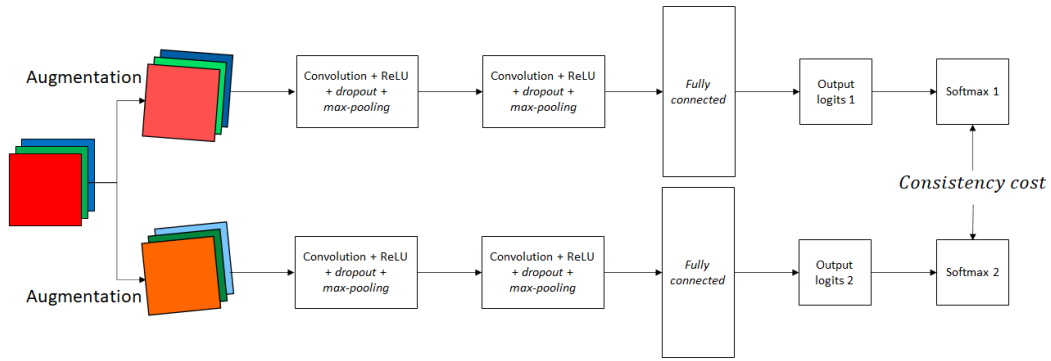 Augmentation
Convolution + ReLU
+ dropout +
max-pooling
Convolution + ReLU
+ dropout +
max-pooling
Fully
connected
Output
logits 1
Softmax 1
Consistency cost
Augmentation
Convolution + ReLU
+ dropout +
max-pooling
Convolution + ReLU
+ dropout +
max-pooling
Fully
connected
Output
logits 2
Softmax 2